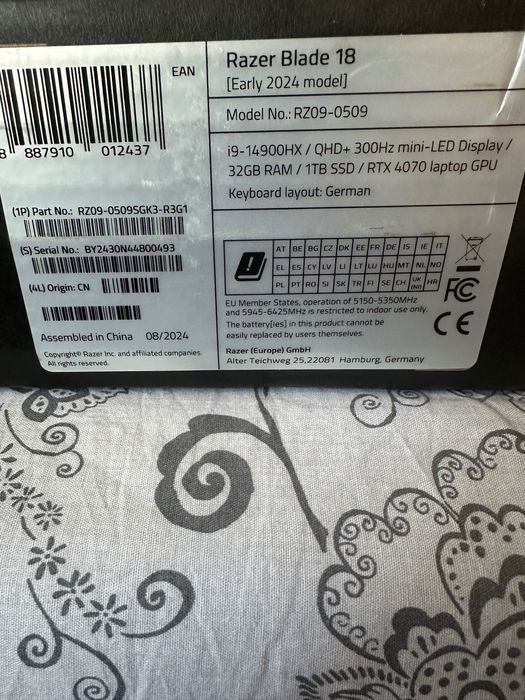 EAN
8 887910 012437
(1P) Part No.: RZ09-0509SGK3-R3G1
(S) Serial No.: BY2430N44800493
(4L) Origin: CN
Assembled in China 08/2024
Copyright© Razer Inc. and affiliated companies.
All rights reserved.
Razer Blade 18
[Early 2024 model]
Model No.: RZ09-0509
i9-14900HX / QHD+ 300Hz mini-LED Display /
32GB RAM / 1TB SSD / RTX 4070 laptop GPU
Keyboard layout: German
AT BE BG CZ DK EE FR DE IS IE IT
EL ES CY LV LI LT LU HU MT NL NO
PL PT RO SI SK TR FI SE CH UK (NI) HR
FC
CE
EU Member States, operation of 5150-5350MHz
and 5945-6425MHz is restricted to indoor use only.
The battery[ies] in this product cannot be
easily replaced by users themselves.
Razer (Europe) GmbH
Alter Teichweg 25,22081 Hamburg, Germany